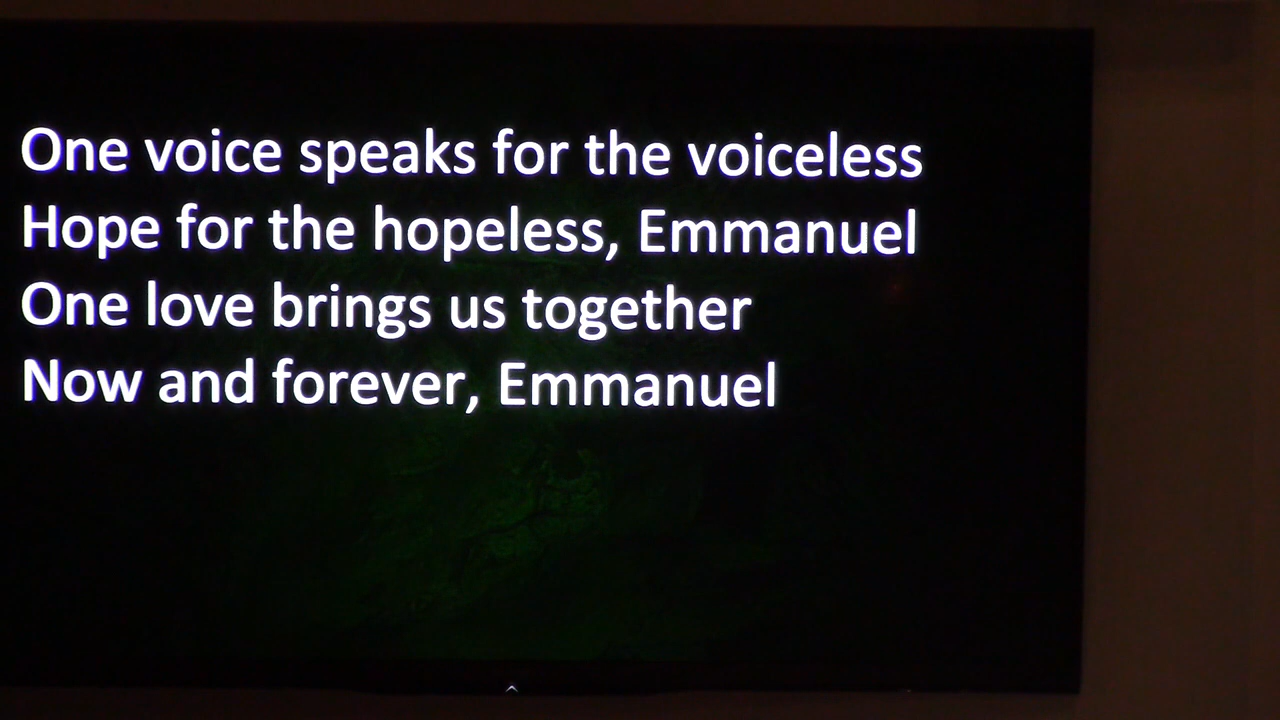 One voice speaks for the voiceless
Hope for the hopeless, Emmanuel
One love brings us together
Now and forever, Emmanuel